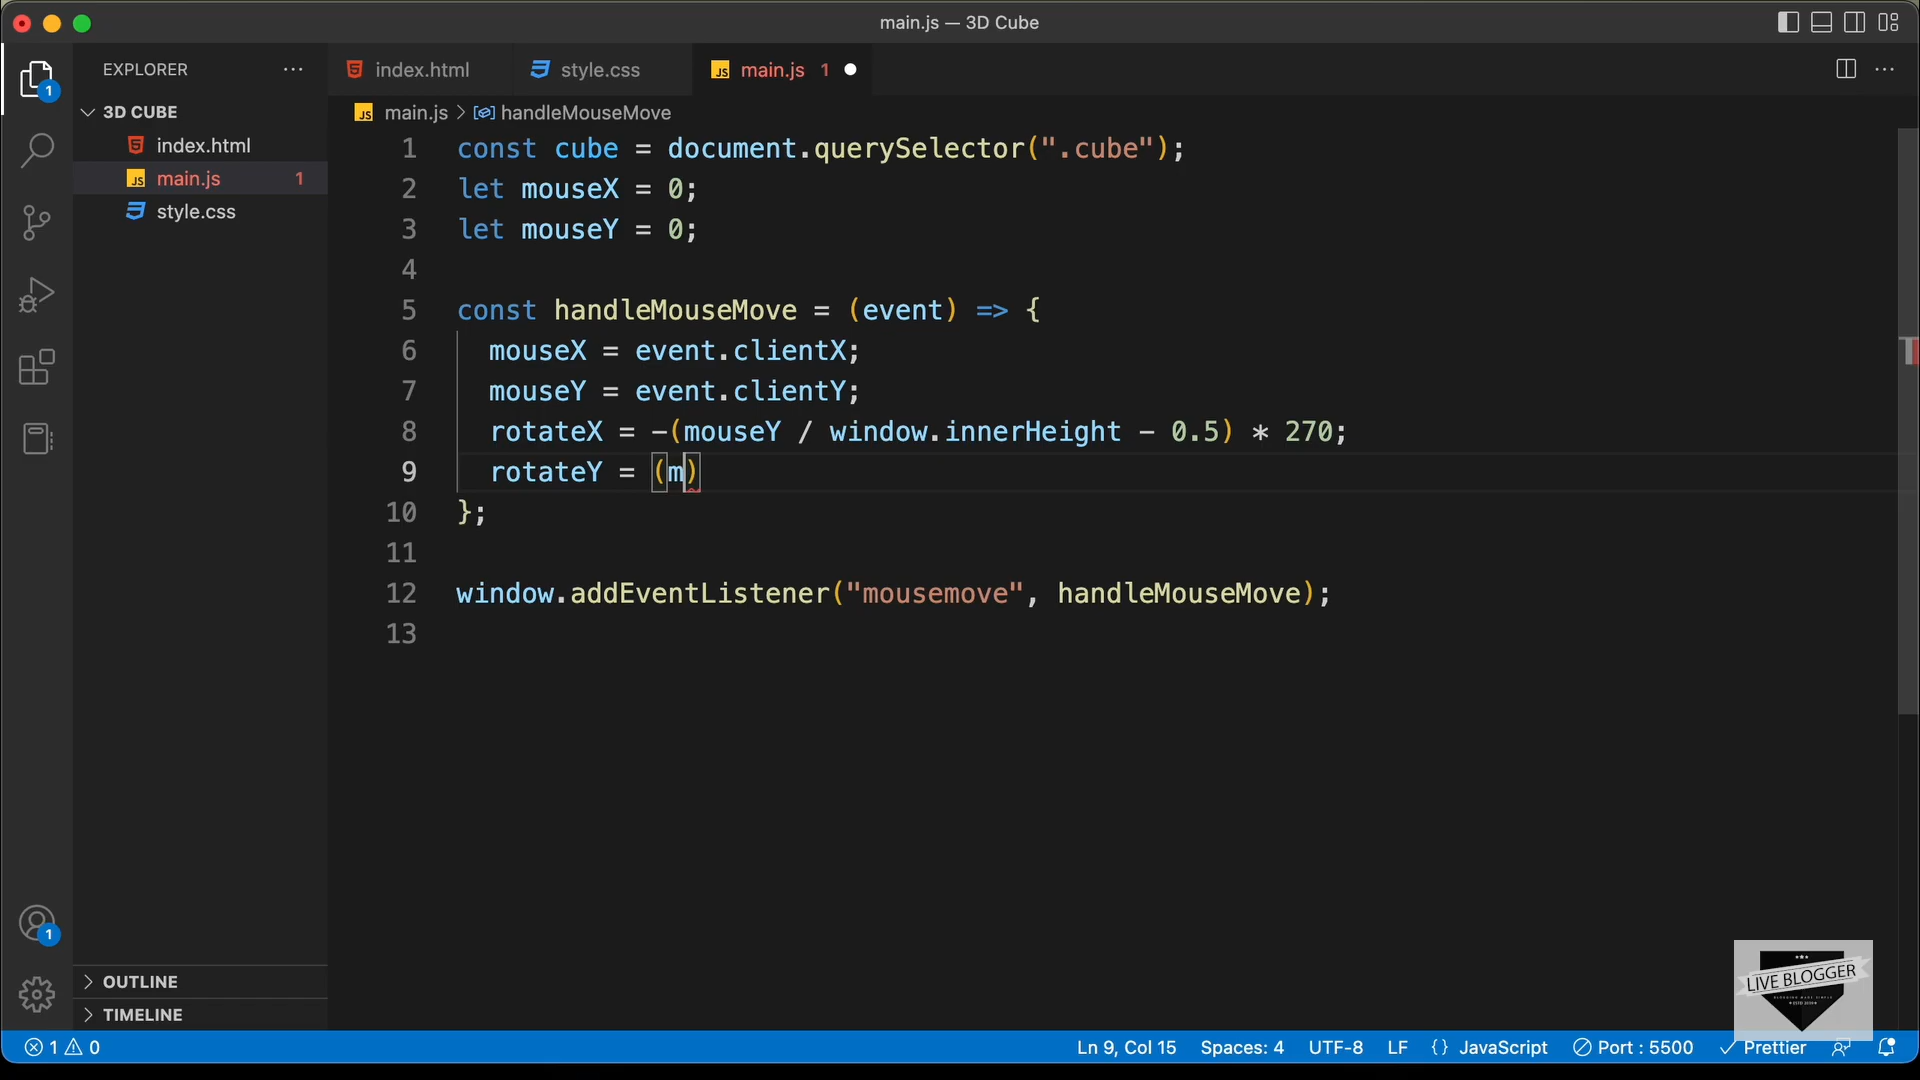 main.js — 3D Cube
EXPLORER
index.html
style.css
main.js 1
3D CUBE
main.js > handleMouseMove
index.html
main.js 1
style.css
1 const cube = document.querySelector(".cube");
2 let mouseX = 0;
3 let mouseY = 0;
4
5 const handleMouseMove = (event) => {
6 mouseX = event.clientX;
7 mouseY = event.clientY;
8 rotateX = -(mouseY / window.innerHeight - 0.5) * 270;
9 rotateY = (m)
10 };
11
12 window.addEventListener("mousemove", handleMouseMove);
13
1
1
OUTLINE
TIMELINE
LIVE BLOGGER
1 0
Ln 9, Col 15 Spaces: 4 UTF-8 LF {} JavaScript Port : 5500 Prettier